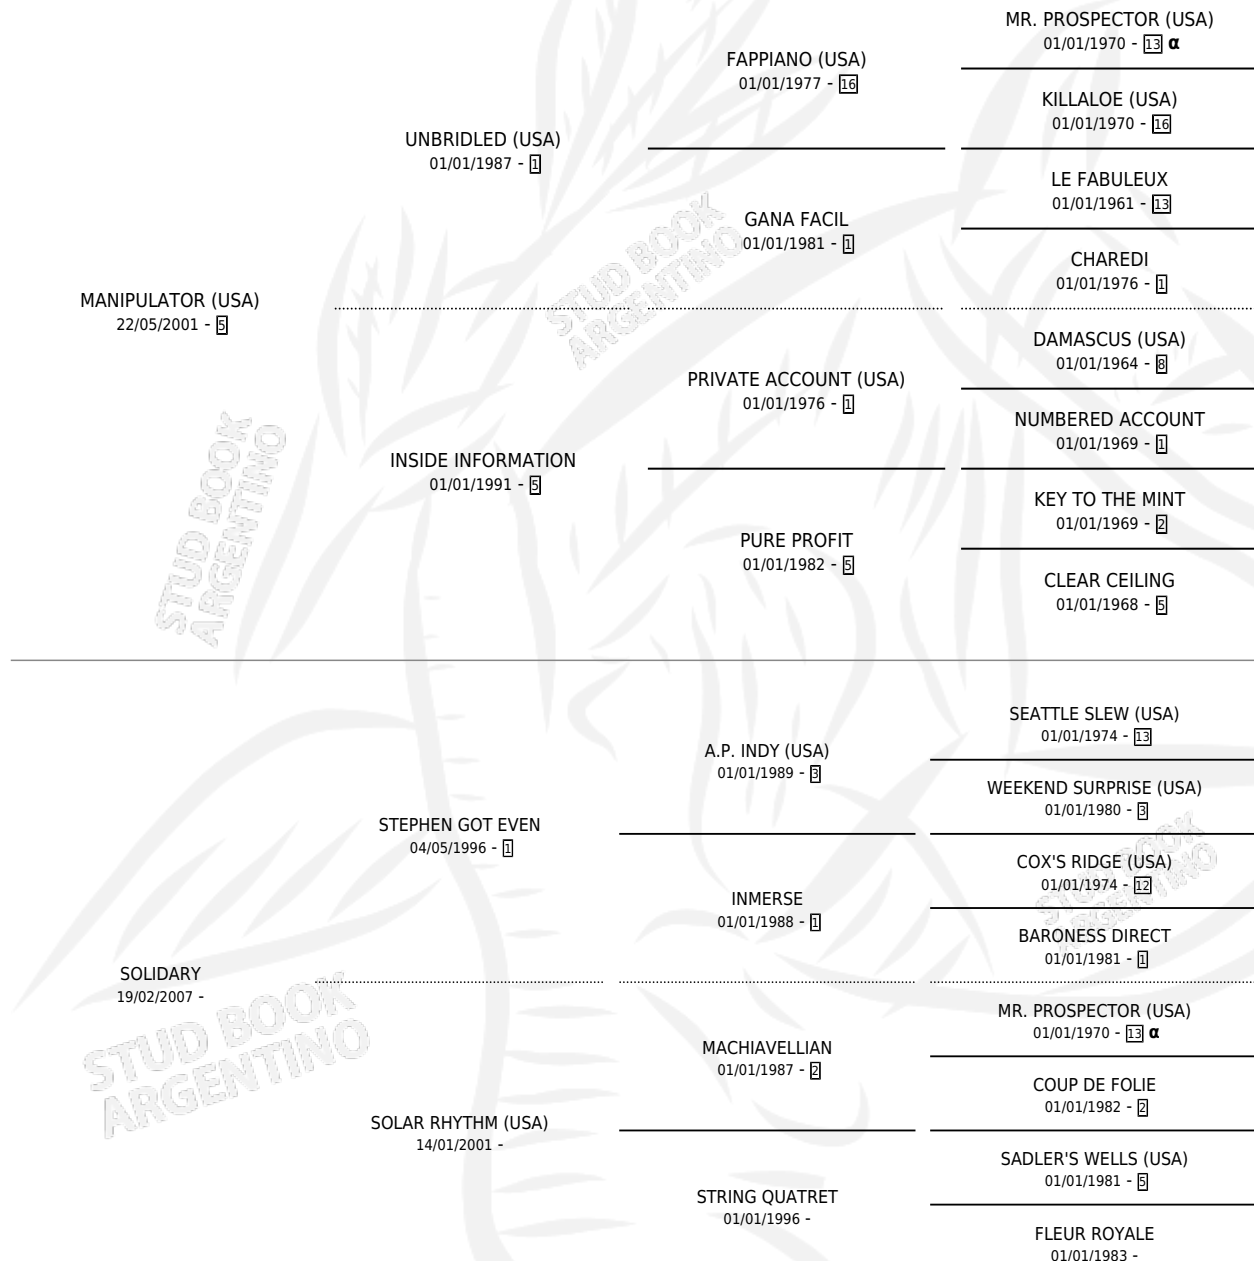 MR. PROSPECTOR (USA)
01/01/1970 - 13 α
FAPPIANO (USA)
01/01/1977 - 16
KILLALOE (USA)
01/01/1970 - 16
UNBRIDLED (USA)
01/01/1987 - 1
LE FABULEUX
01/01/1961 - 13
GANA FACIL
01/01/1981 - 1
CHAREDI
01/01/1976 - 1
MANIPULATOR (USA)
22/05/2001 - 5
DAMASCUS (USA)
01/01/1964 - 8
PRIVATE ACCOUNT (USA)
01/01/1976 - 1
NUMBERED ACCOUNT
01/01/1969 - 1
INSIDE INFORMATION
01/01/1991 - 5
KEY TO THE MINT
01/01/1969 - 2
PURE PROFIT
01/01/1982 - 5
CLEAR CEILING
01/01/1968 - 5
SEATTLE SLEW (USA)
01/01/1974 - 13
A.P. INDY (USA)
01/01/1989 - 3
WEEKEND SURPRISE (USA)
01/01/1980 - 3
STEPHEN GOT EVEN
04/05/1996 - 1
COX'S RIDGE (USA)
01/01/1974 - 12
INMERSE
01/01/1988 - 1
BARONESS DIRECT
01/01/1981 - 1
SOLIDARY
19/02/2007 -
MR. PROSPECTOR (USA)
01/01/1970 - 13 α
MACHIAVELLIAN
01/01/1987 - 2
COUP DE FOLIE
01/01/1982 - 2
SOLAR RHYTHM (USA)
14/01/2001 -
SADLER'S WELLS (USA)
01/01/1981 - 5
STRING QUATRET
01/01/1996 -
FLEUR ROYALE
01/01/1983 -
STUD BOOK
ARGENTINO
STUD BOOK
ARGENTINO
STUD BOOK
ARGENTINO
STUD BOOK
ARGENTINO